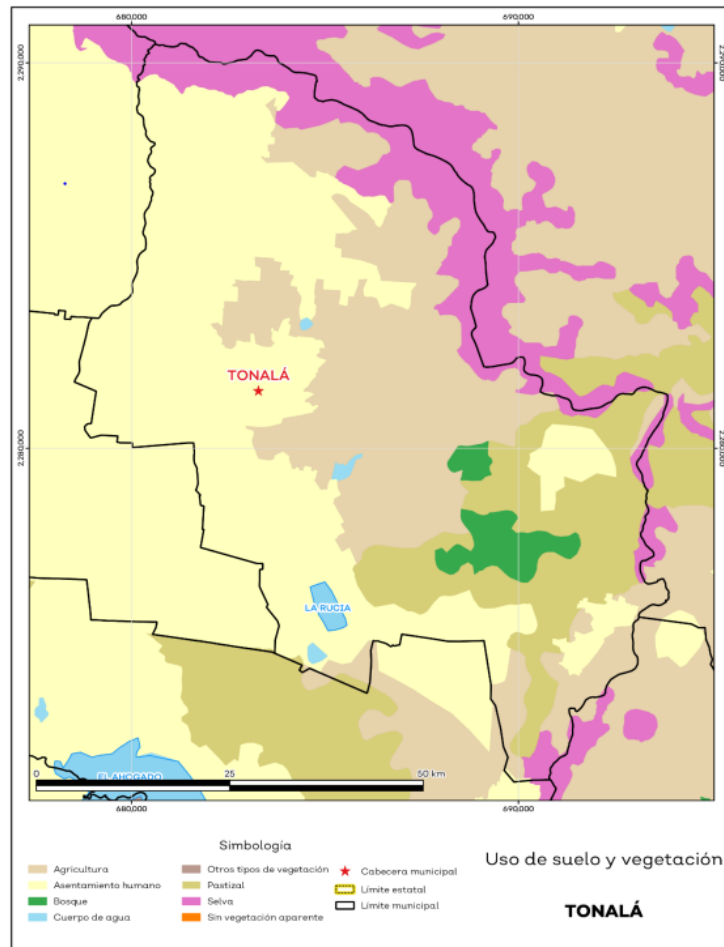 680,000 690,000
2,290,000 2,290,000
TONALÁ
2,280,000 2,280,000
LA RUCIA
EL AHOGADO
0 25 50 km
680,000 690,000
Simbología
Agricultura
Asentamiento humano
Bosque
Cuerpo de agua
Otros tipos de vegetación
Pastizal
Selva
Sin vegetación aparente
Cabecera municipal
Límite estatal
Límite municipal
Uso de suelo y vegetación
TONALÁ